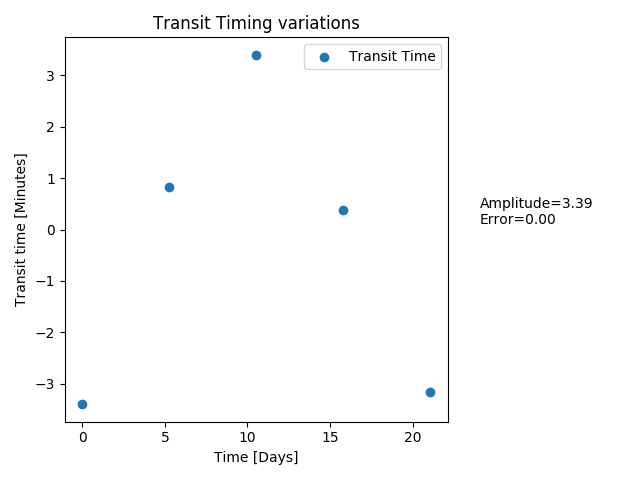 Transit Timing variations
Transit Time
3
2
1
0
−1
−2
−3
Transit time [Minutes]
0
5
10
15
20
Time [Days]
Amplitude=3.39
Error=0.00